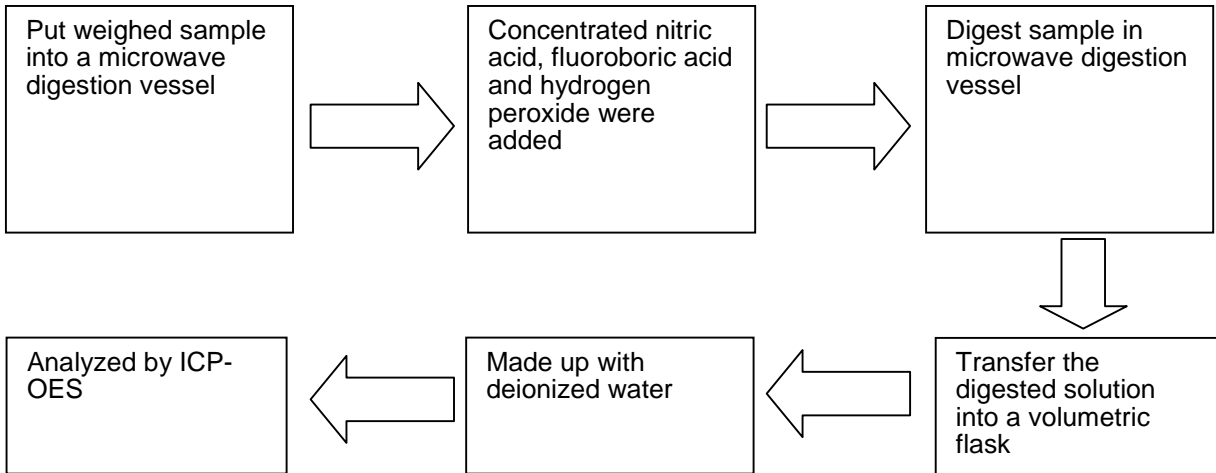 Put weighed sample
into a microwave
digestion vessel
Concentrated nitric
acid, fluoroboric acid
and hydrogen
peroxide were
added
Digest sample in
microwave digestion
vessel
Transfer the
digested solution
into a volumetric
flask
Made up with
deionized water
Analyzed by ICP-
OES